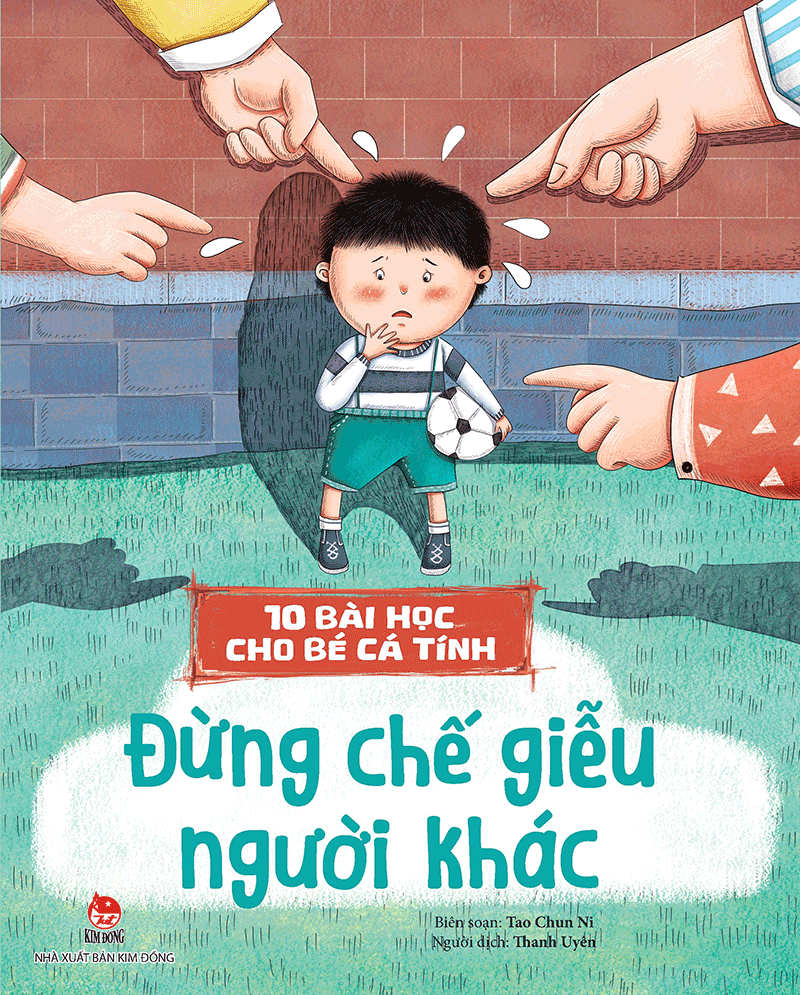 10 BÀI HỌC
CHO BÉ CÁ TÍNH
Đừng chế giễu
người khác
Biên soạn: Tao Chun Ni
Người dịch: Thanh Uyên
KIM ĐỒNG
NHÀ XUẤT BẢN KIM ĐỒNG